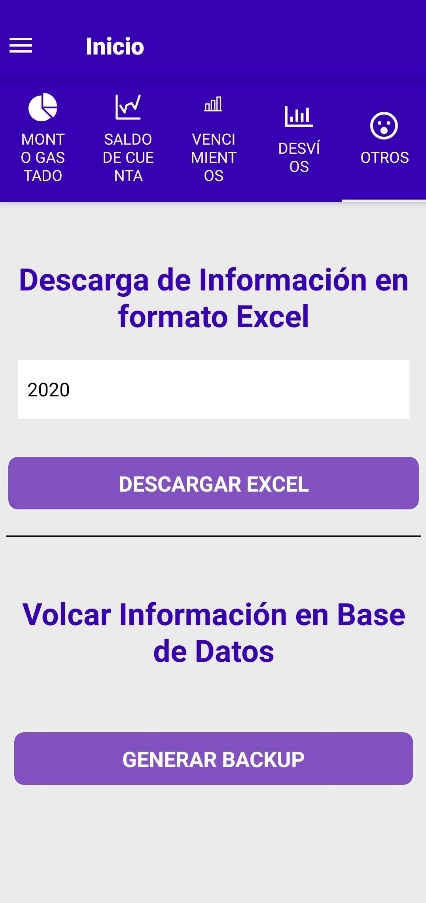 Inicio
MONT
O GAS
TADO
SALDO
DE CUE
NTA
VENCI
MIENT
OS
DESVÍ
OS
OTROS
Descarga de Información en
formato Excel
2020
DESCARGAR EXCEL
Volcar Información en Base
de Datos
GENERAR BACKUP